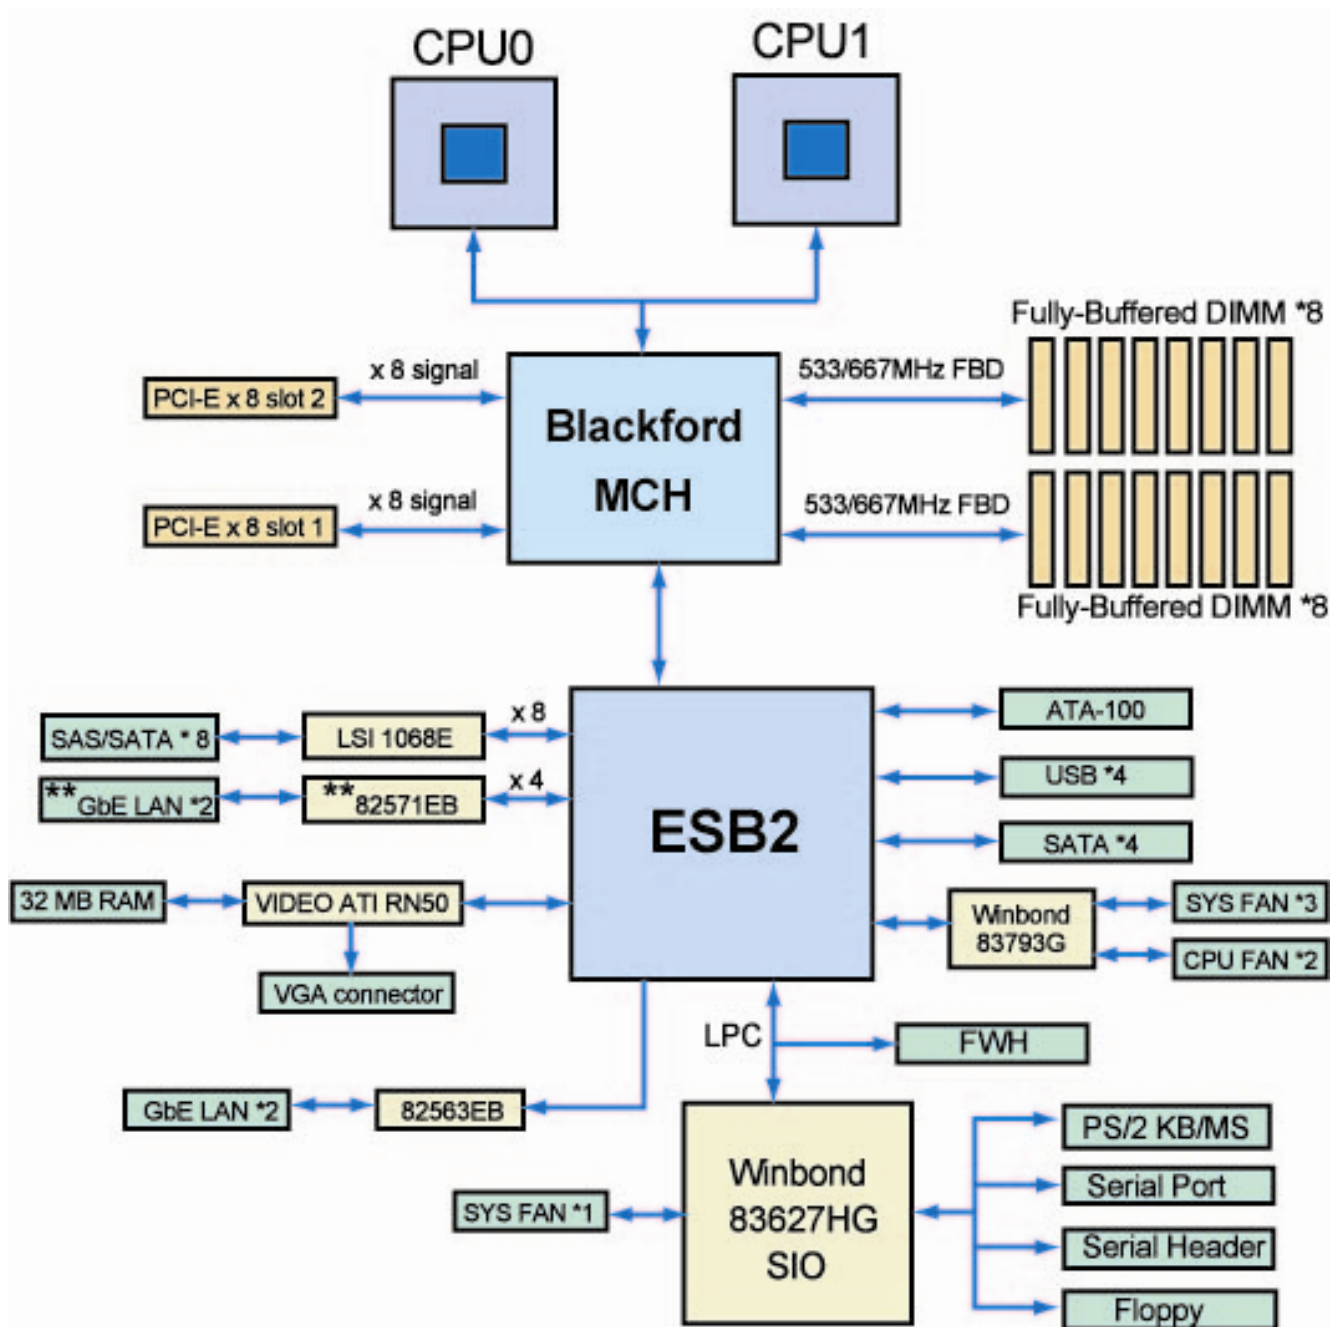 CPU0
CPU1
Fully-Buffered DIMM *8
x 8 signal
533/667MHz FBD
PCI-E x 8 slot 2
Blackford
MCH
x 8 signal
533/667MHz FBD
PCI-E x 8 slot 1
Fully-Buffered DIMM *8
SAS/SATA * 8
LSI 1068E
x 8
ATA-100
**GbE LAN *2
**82571EB
x 4
USB *4
ESB2
SATA *4
32 MB RAM
VIDEO ATI RN50
Winbond
83793G
SYS FAN *3
CPU FAN *2
VGA connector
LPC
FWH
GbE LAN *2
82563EB
PS/2 KB/MS
Winbond
83627HG
SIO
Serial Port
SYS FAN *1
Serial Header
Floppy